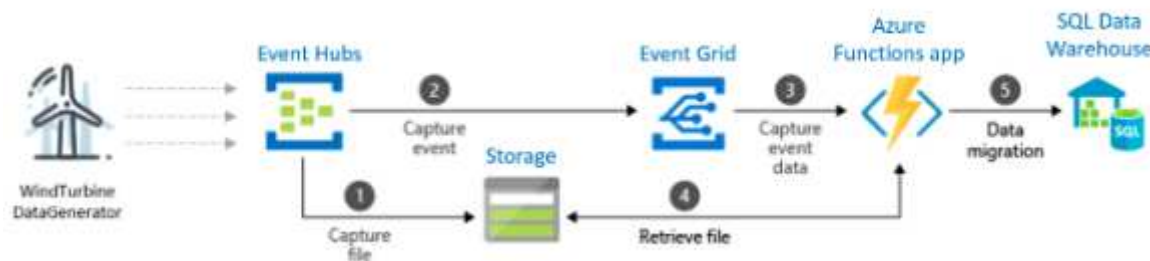 Event Hubs
Event Grid
Azure
Functions app
SQL Data
Warehouse
2
3
5
Capture
event
Capture
event
data
Data
migration
SQL
WindTurbine
DataGenerator
Storage
1
4
Capture
file
Retrieve file